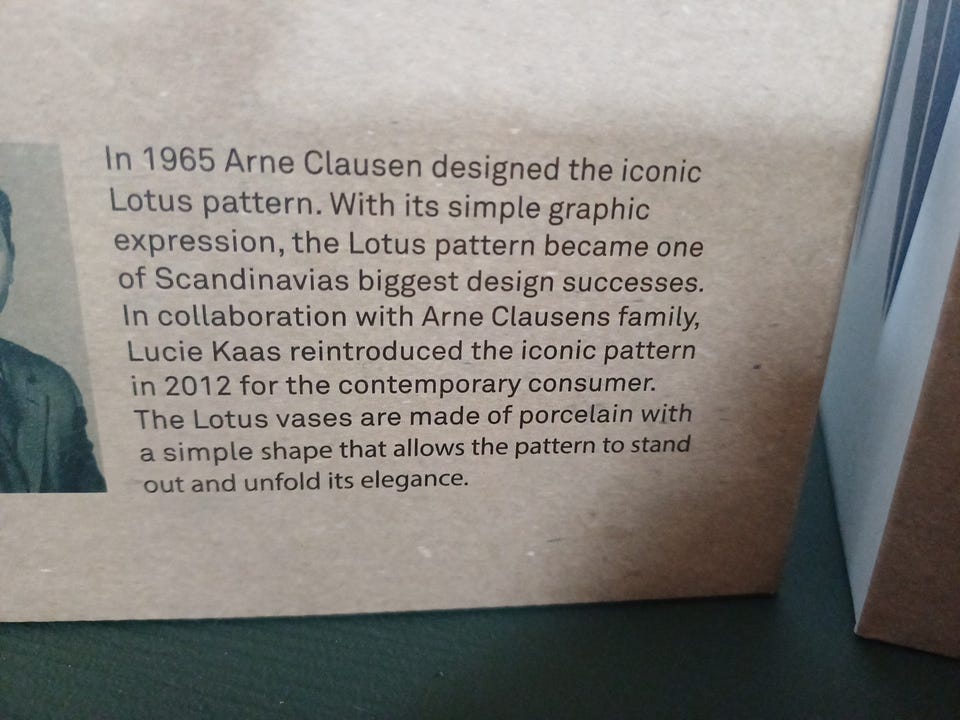 In 1965 Arne Clausen designed the iconic
Lotus pattern. With its simple graphic
expression, the Lotus pattern became one
of Scandinavias biggest design successes.
In collaboration with Arne Clausens family,
Lucie Kaas reintroduced the iconic pattern
in 2012 for the contemporary consumer.
The Lotus vases are made of porcelain with
a simple shape that allows the pattern to stand
out and unfold its elegance.